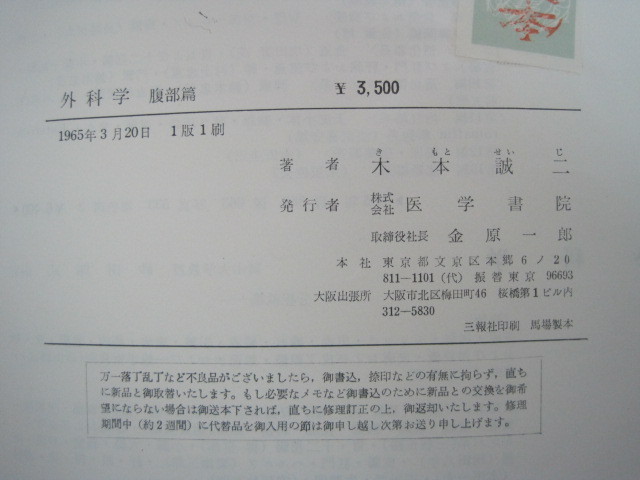 外科学 腹部篇 ¥ 3,500
1965年3月20日 1版1刷
き もと せい じ
著者 木本誠二
発行者 株式会社 医学書院
取締役社長 金原一郎
本社 東京都文京区本郷6ノ20
811—1101(代) 振替東京 96693
大阪出張所 大阪市北区梅田町46 桜橋第1ビル内
312—5830
三報社印刷 馬場製本
万一落丁乱丁など不良品がございましたら,御書込,捺印などの有無に拘らず,直ち
に新品と御取替いたします。もし必要なメモなど御書込のために新品との交換を御希
望にならない場合は御送本下されば,直ちに修理訂正の上,御返却いたします。修理
期間中(約2週間)に代替品を御入用の節は御申し越し次第お送り申し上げます。